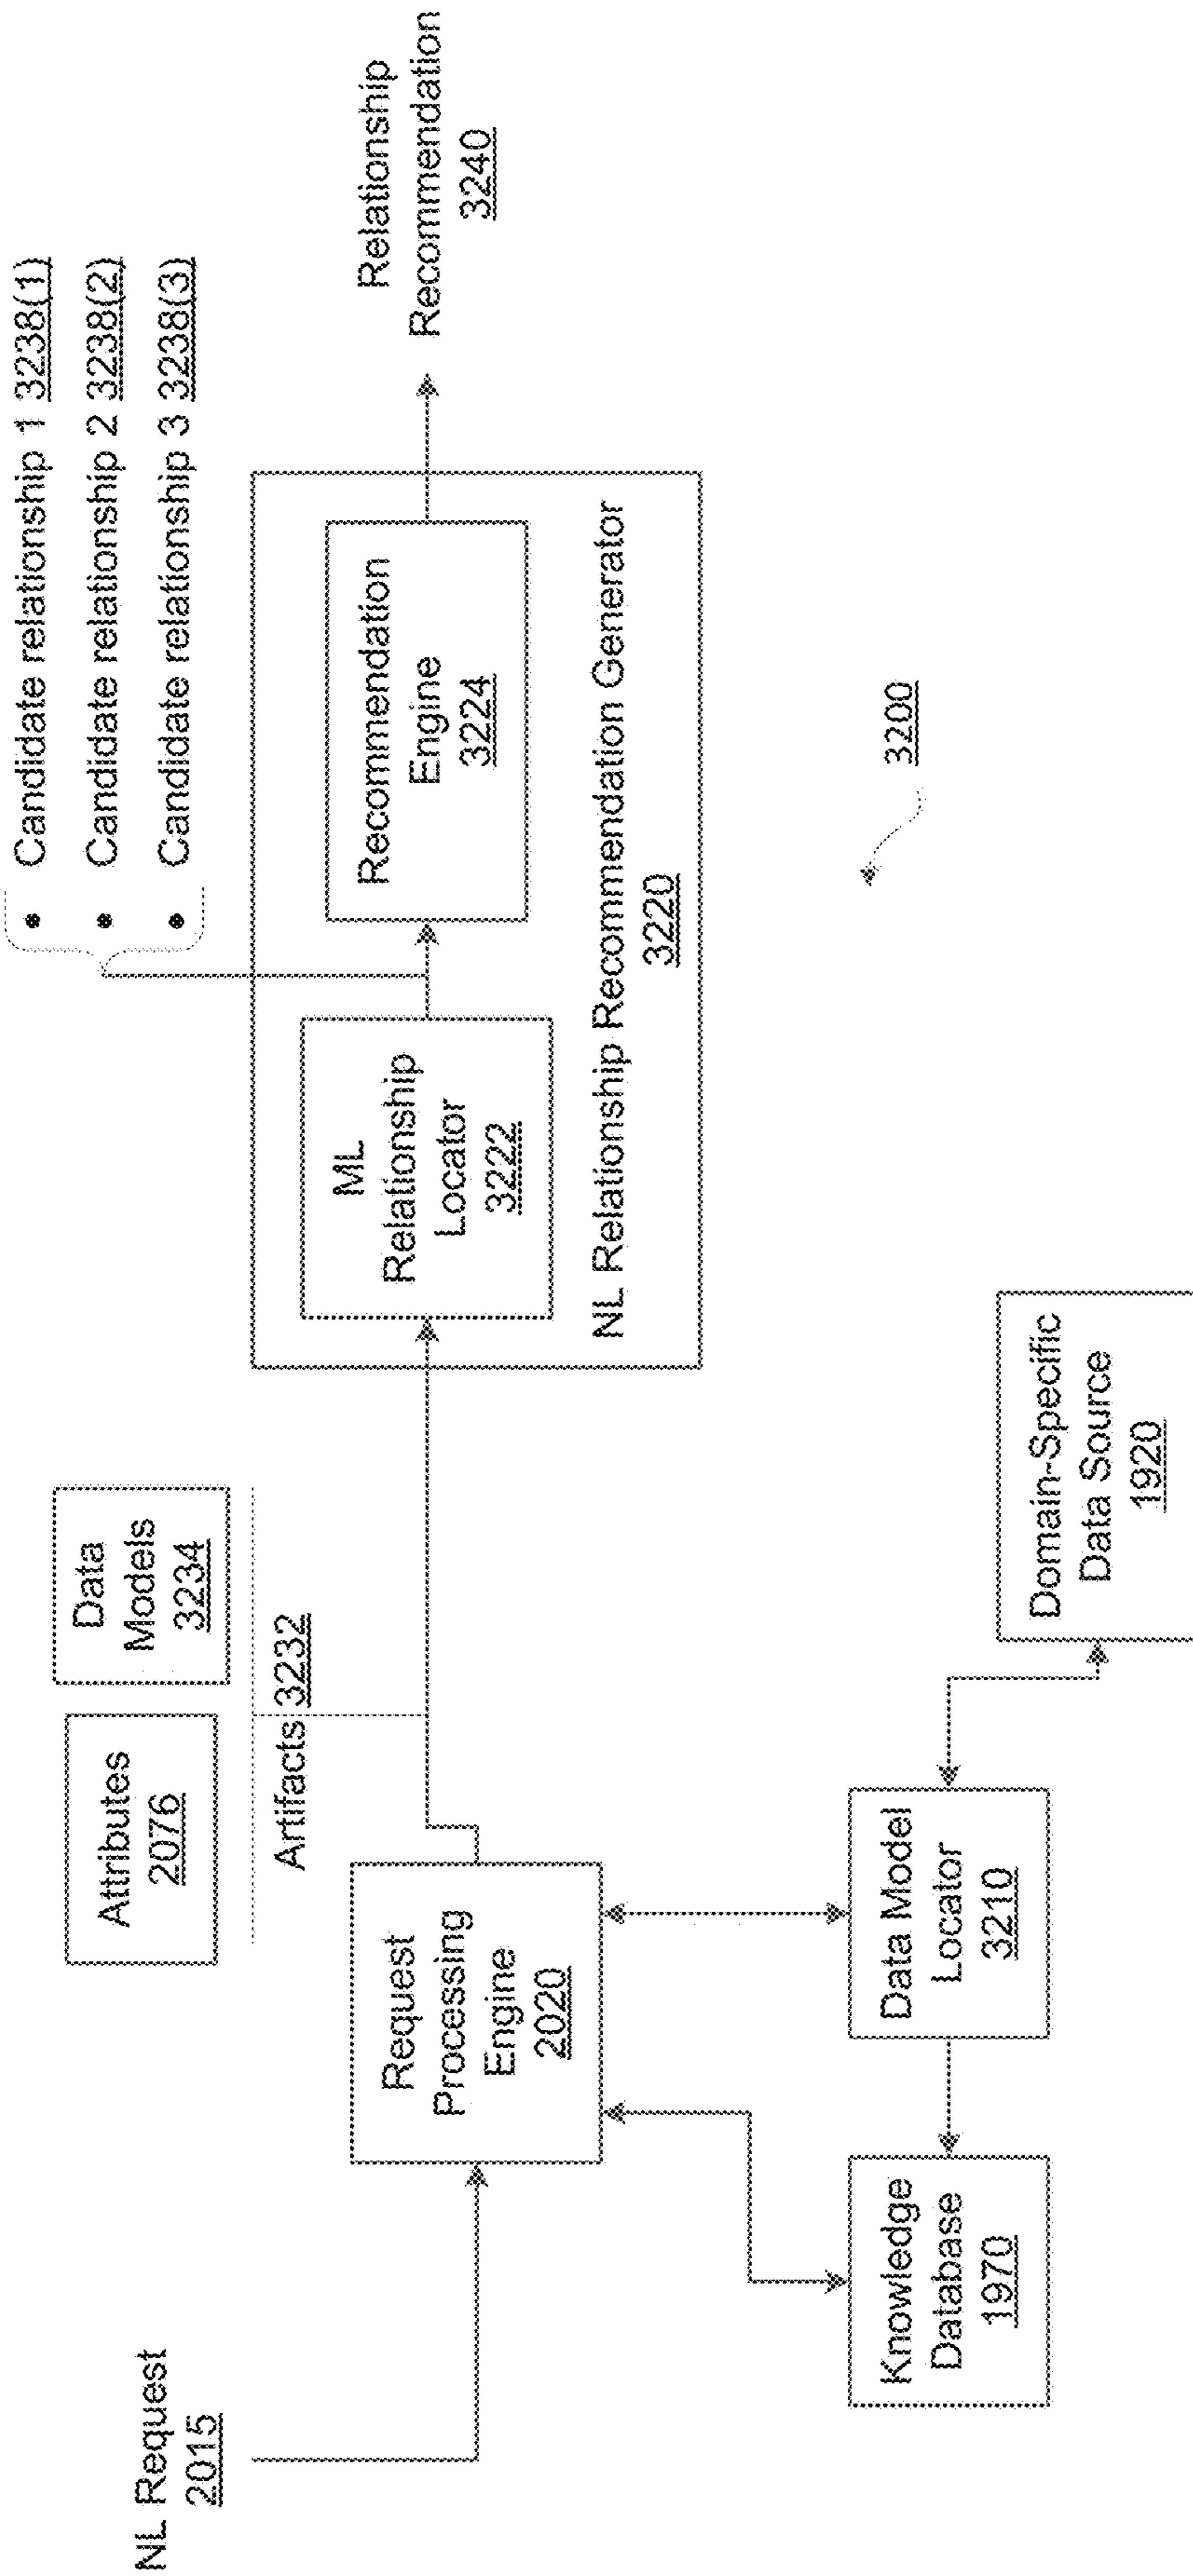 NL Request
2015
Attributes
2076
Data
Models
3234
Artifacts 3232
Request
Processing
Engine
2020
Knowledge
Database
1970
Data Model
Locator
3210
Domain-Specific
Data Source
1920
Candidate relationship 1 3238(1)
Candidate relationship 2 3238(2)
Candidate relationship 3 3238(3)
ML
Relationship
Locator
3222
Recommendation
Engine
3224
NL Relationship Recommendation Generator
3220
Relationship
Recommendation
3240
3200